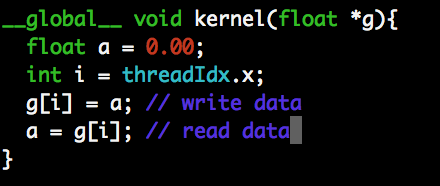 __global__ void kernel(float *g){
  float a = 0.00;
  int i = threadIdx.x;
  g[i] = a; // write data
  a = g[i]; // read data
}